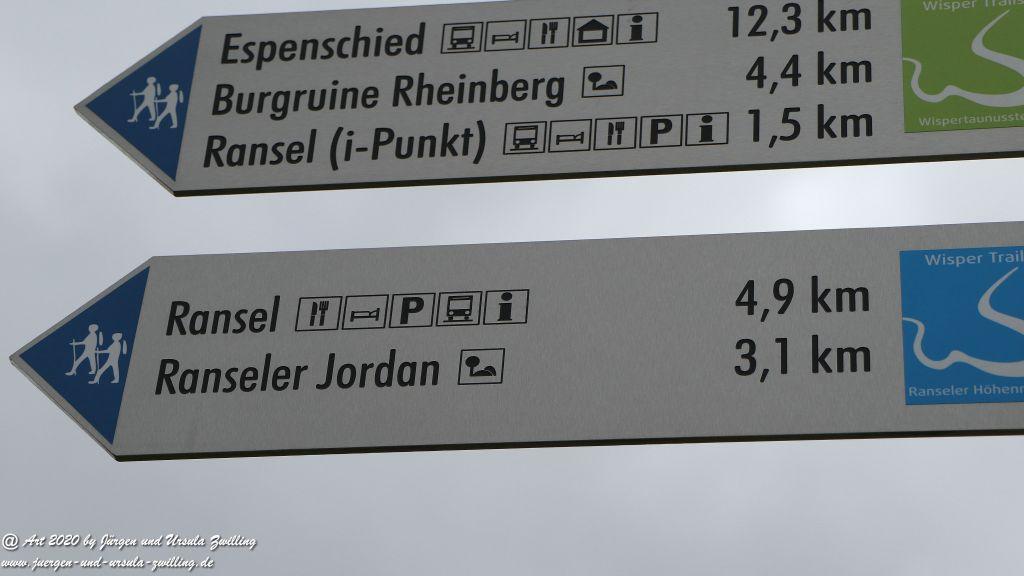 Espenschied 12,3 km
Burgruine Rheinberg 4,4 km
Ransel (i-Punkt) P i 1,5 km
Wisper Trails
Wispertaunusste
Ransel P i 4,9 km
Ranseler Jordan 3,1 km
Wisper Trail
Ranseler Höhen
@ Art 2020 by Jürgen und Ursula Zwilling
www.juergen-und-ursula-zwilling.de